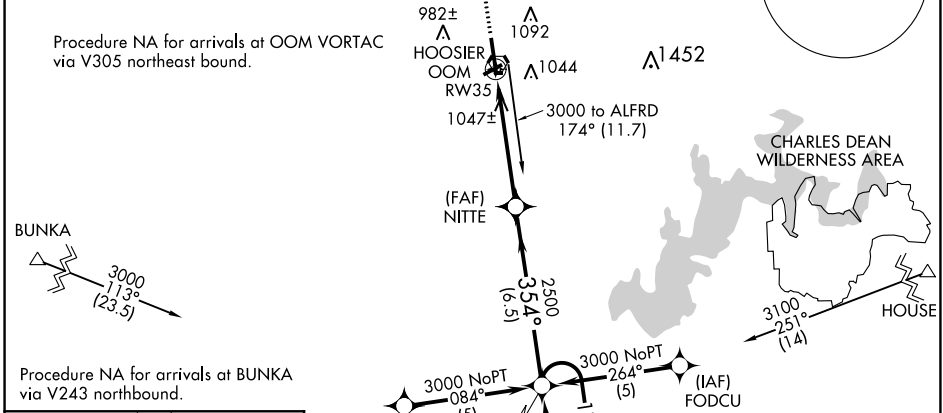 982±
1092
Procedure NA for arrivals at OOM VORTAC
via V305 northeast bound.
HOOSIER
OOM
RW35
1044
1452
1047±
3000 to ALFRD
174° (11.7)
CHARLES DEAN
WILDERNESS AREA
(FAF)
NITTE
BUNKA
3000
113°
(23.5)
2500
354°
(6.5)
3100
251°
(14)
HOUSE
Procedure NA for arrivals at BUNKA
via V243 northbound.
3000 NoPT
084°
(5)
3000 NoPT
264°
(5)
(IAF)
FODCU